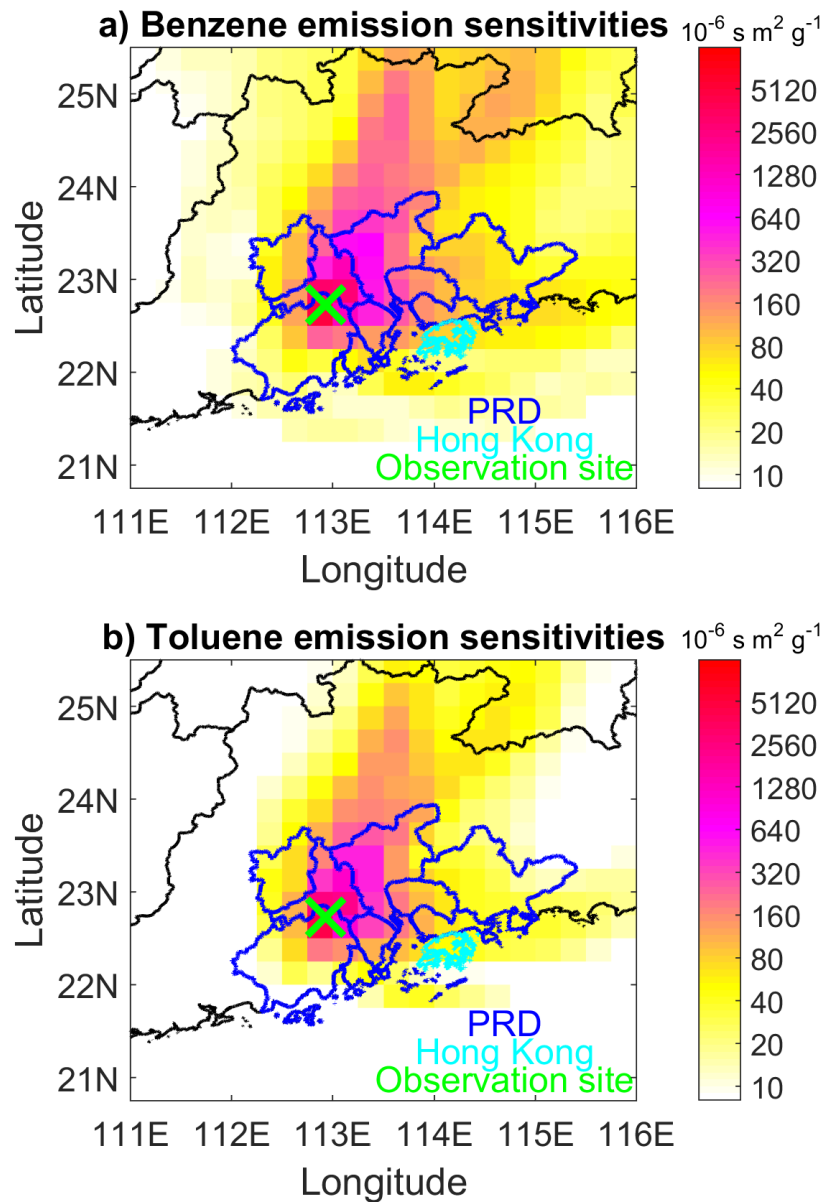 a) Benzene emission sensitivities
10⁻⁶ s m² g⁻¹
25N
24N
23N
22N
21N
Latitude
PRD
Hong Kong
Observation site
111E 112E 113E 114E 115E 116E
Longitude
5120
2560
1280
640
320
160
80
40
20
10
b) Toluene emission sensitivities
10⁻⁶ s m² g⁻¹
25N
24N
23N
22N
21N
Latitude
PRD
Hong Kong
Observation site
111E 112E 113E 114E 115E 116E
Longitude
5120
2560
1280
640
320
160
80
40
20
10